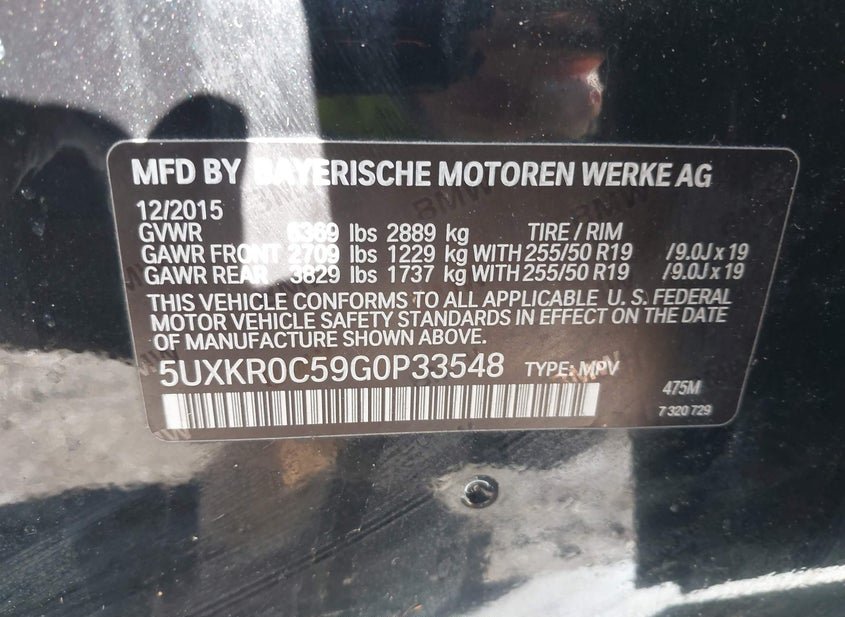 MFD BY BAYERISCHE MOTOREN WERKE AG
12/2015
GVWR 6369 lbs 2889 kg TIRE / RIM
GAWR FRONT 2709 lbs 1229 kg WITH 255/50 R19 /9.0J x 19
GAWR REAR 3829 lbs 1737 kg WITH 255/50 R19 /9.0J x 19
THIS VEHICLE CONFORMS TO ALL APPLICABLE U. S. FEDERAL
MOTOR VEHICLE SAFETY STANDARDS IN EFFECT ON THE DATE
OF MANUFACTURE SHOWN ABOVE.
5UXKR0C59G0P33548 TYPE: MPV
475M
7 320 729